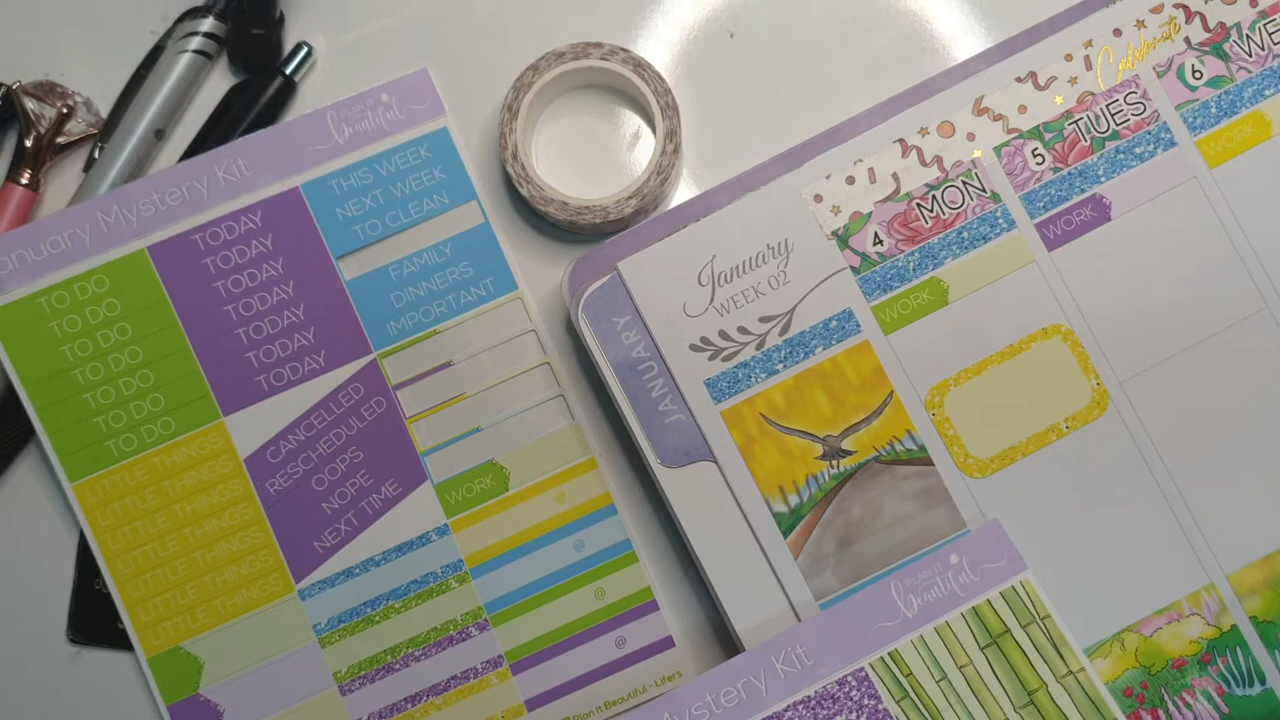 PLAN IT
beautiful
January Mystery Kit
THIS WEEK
NEXT WEEK
TO CLEAN
FAMILY
DINNERS
IMPORTANT
TODAY
TODAY
TODAY
TODAY
TODAY
TODAY
TODAY
TO DO
TO DO
TO DO
TO DO
TO DO
TO DO
TO DO
CANCELLED
RESCHEDULED
OOPS
NOPE
NEXT TIME
LITTLE THINGS
LITTLE THINGS
LITTLE THINGS
LITTLE THINGS
LITTLE THINGS
LITTLE THINGS
LITTLE THINGS
WORK
@
@
@
@
Plan It Beautiful - Lifers
January
WEEK 02
JANUARY
Celebrate
4 MON
5 TUES
6 WE
WORK
WORK
WORK
PLAN IT
beautiful
Mystery Kit